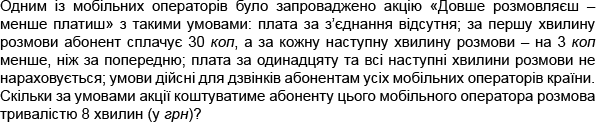 Одним із мобільних операторів було запроваджено акцію «Довше розмовляєш –
менше платиш» з такими умовами: плата за з’єднання відсутня; за першу хвилину
розмови абонент сплачує 30 коп, а за кожну наступну хвилину розмови – на 3 коп
менше, ніж за попередню; плата за одинадцяту та всі наступні хвилини розмови не
нараховується; умови дійсні для дзвінків абонентам усіх мобільних операторів країни.
Скільки за умовами акції коштуватиме абоненту цього мобільного оператора розмова
тривалістю 8 хвилин (у грн)?